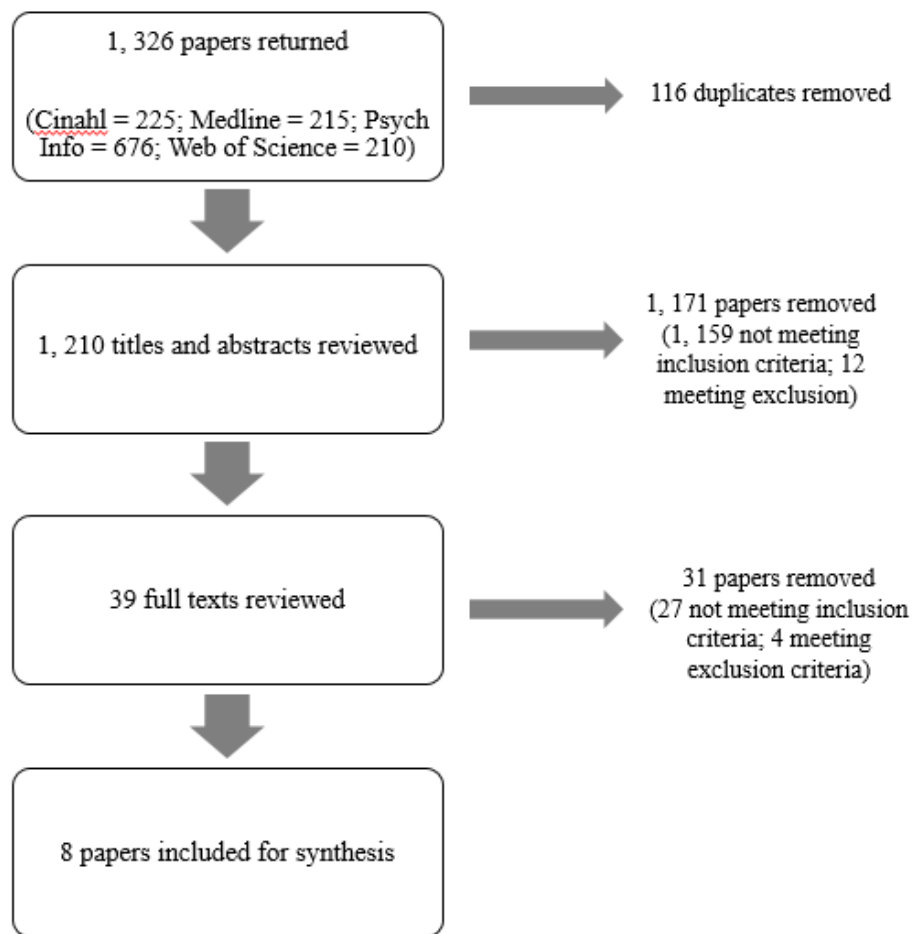 1, 326 papers returned
(Cinahl = 225; Medline = 215; Psych
Info = 676; Web of Science = 210)
116 duplicates removed
1, 210 titles and abstracts reviewed
1, 171 papers removed
(1, 159 not meeting
inclusion criteria; 12
meeting exclusion)
39 full texts reviewed
31 papers removed
(27 not meeting inclusion
criteria; 4 meeting
exclusion criteria)
8 papers included for synthesis